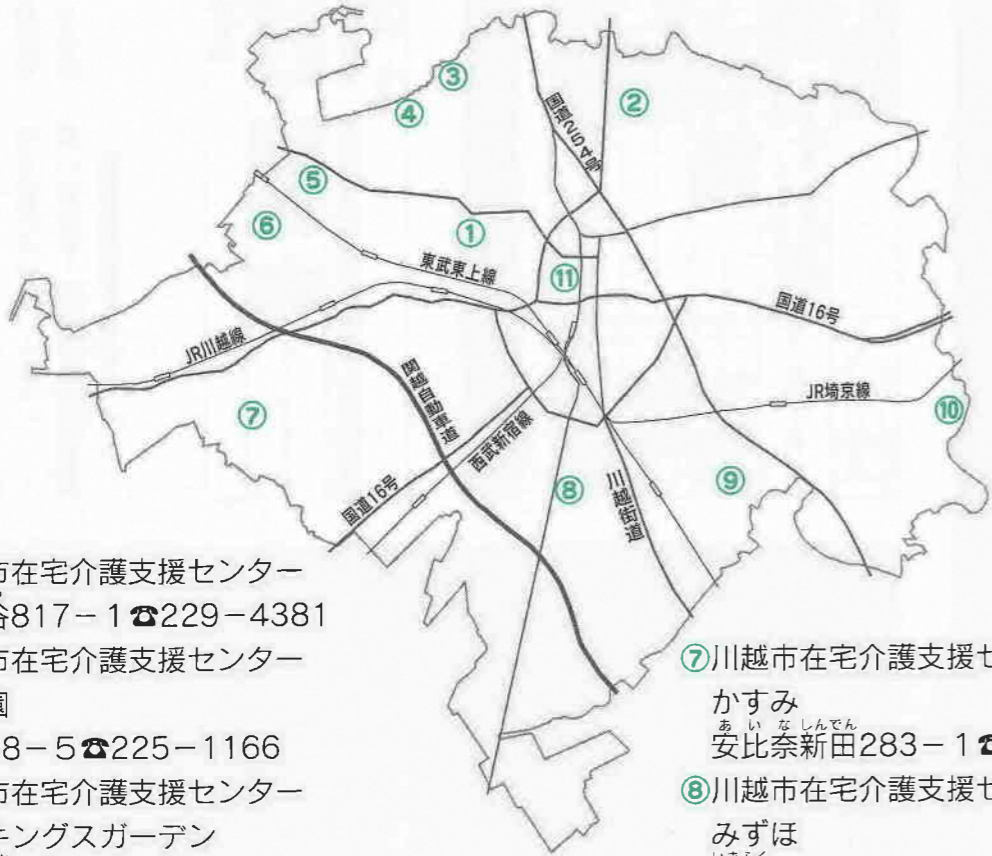 ③
②
④
国道254号
⑤
⑥
①
東武東上線
⑪
国道16号
JR川越線
関越自動車道
JR埼京線
⑦
⑩
西武新宿線
国道16号
⑧
川越街道
⑨
市在宅介護支援センター
817-1☎229-4381
市在宅介護支援センター
園
8-5☎225-1166
市在宅介護支援センター
キングスガーデン
⑦川越市在宅介護支援セ
かすみ
あいなしんでん
安比奈新田283-1☎
⑧川越市在宅介護支援セ
みずほ